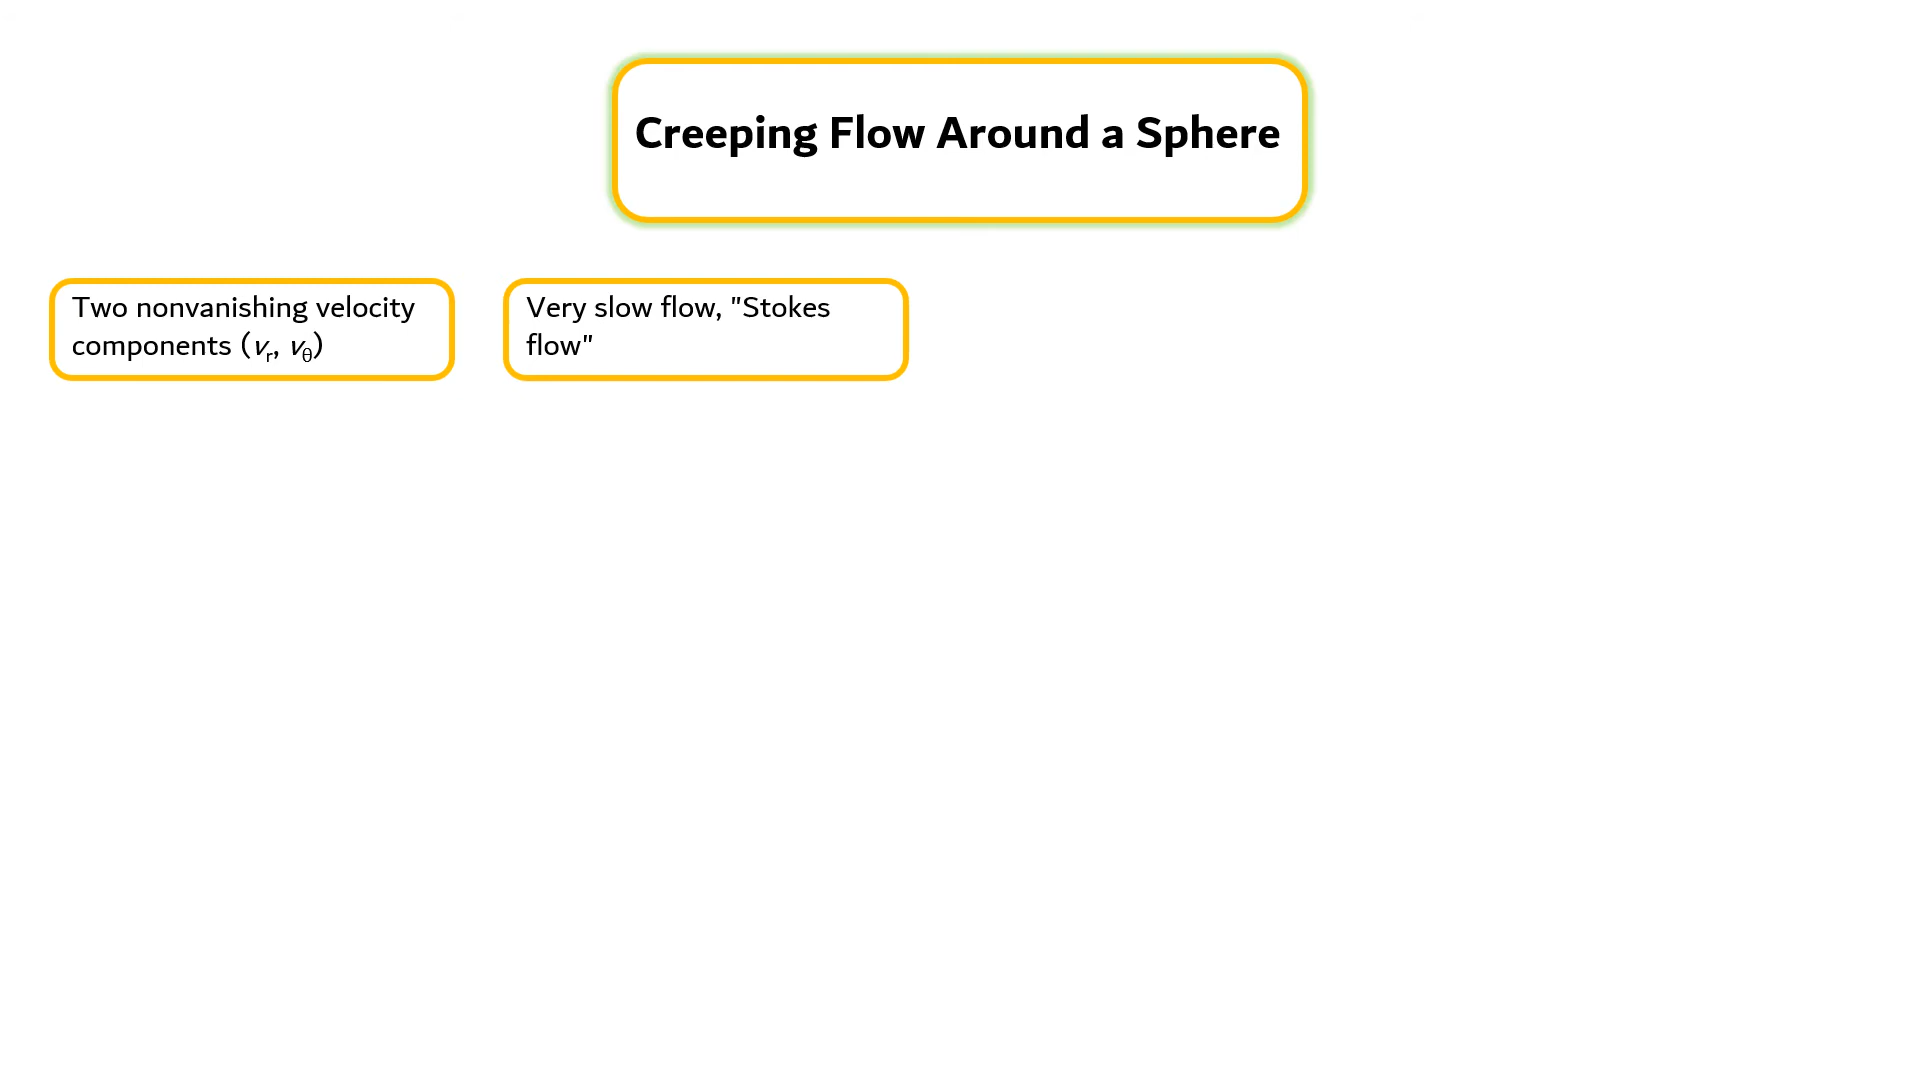 Creeping Flow Around a Sphere
Two nonvanishing velocity
components (vr, vθ)
Very slow flow, "Stokes
flow"